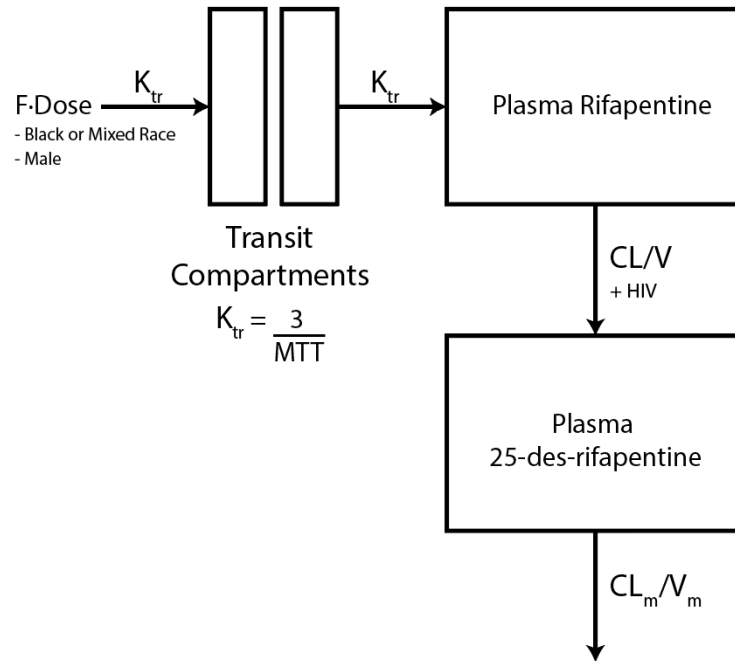 F·Dose
- Black or Mixed Race
- Male
K_tr
K_tr
Transit
Compartments
K_tr = 3/MTT
Plasma Rifapentine
CL/V
+ HIV
Plasma
25-des-rifapentine
CL_m/V_m